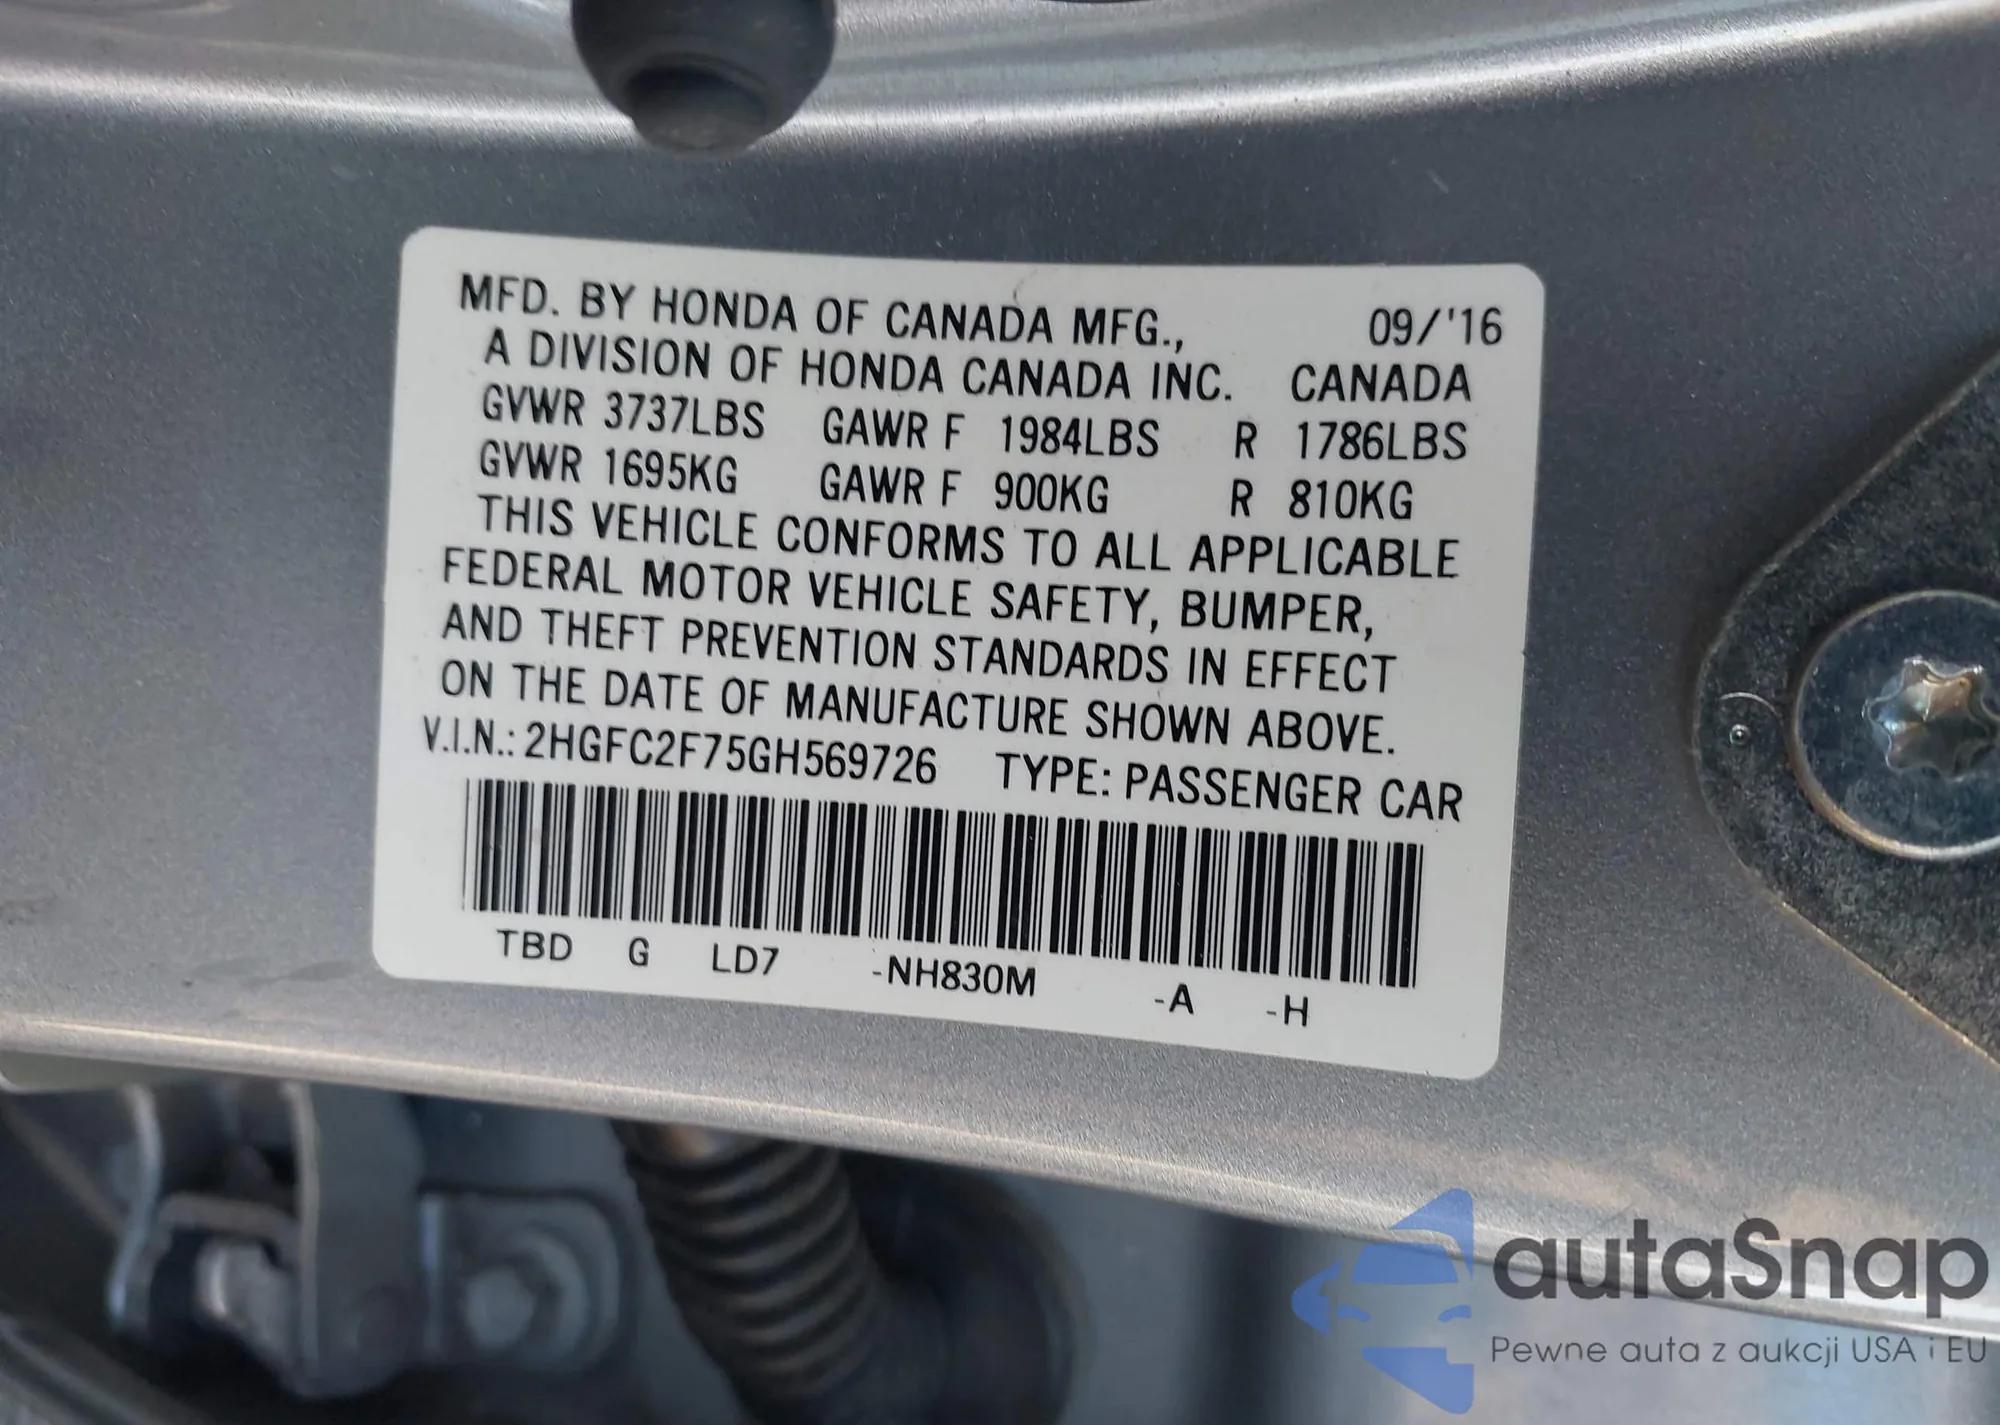 MFD. BY HONDA OF CANADA MFG., 09/'16
A DIVISION OF HONDA CANADA INC. CANADA
GVWR 3737LBS GAWR F 1984LBS R 1786LBS
GVWR 1695KG GAWR F 900KG R 810KG
THIS VEHICLE CONFORMS TO ALL APPLICABLE
FEDERAL MOTOR VEHICLE SAFETY, BUMPER,
AND THEFT PREVENTION STANDARDS IN EFFECT
ON THE DATE OF MANUFACTURE SHOWN ABOVE.
V.I.N.: 2HGFC2F75GH569726 TYPE: PASSENGER CAR
TBD G LD7 -NH830M -A -H
autaSnap
Pewne auta z aukcji USA i EU